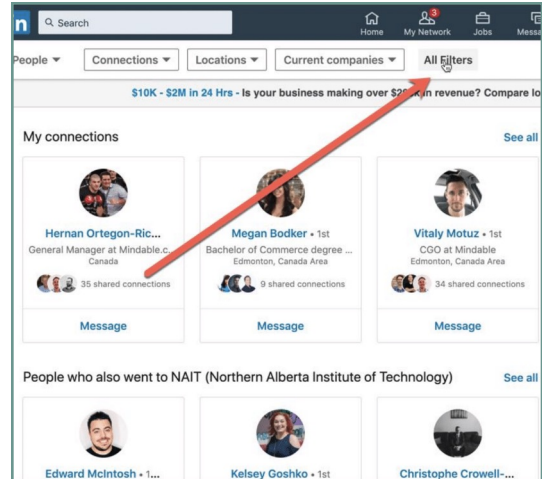 n
Search
Home
3
My Network
Jobs
Messa
People
Connections
Locations
Current companies
All Filters
$10K - $2M in 24 Hrs - Is your business making over $2 k in revenue? Compare lo
My connections
See all
Hernan Ortegon-Ric...
General Manager at Mindable.c...
Canada
35 shared connections
Message
Megan Bodker • 1st
Bachelor of Commerce degree ...
Edmonton, Canada Area
9 shared connections
Message
Vitaly Motuz • 1st
CGO at Mindable
Edmonton, Canada Area
34 shared connections
Message
People who also went to NAIT (Northern Alberta Institute of Technology)
See all
Edward McIntosh • 1...
Kelsey Goshko • 1st
Christophe Crowell-...